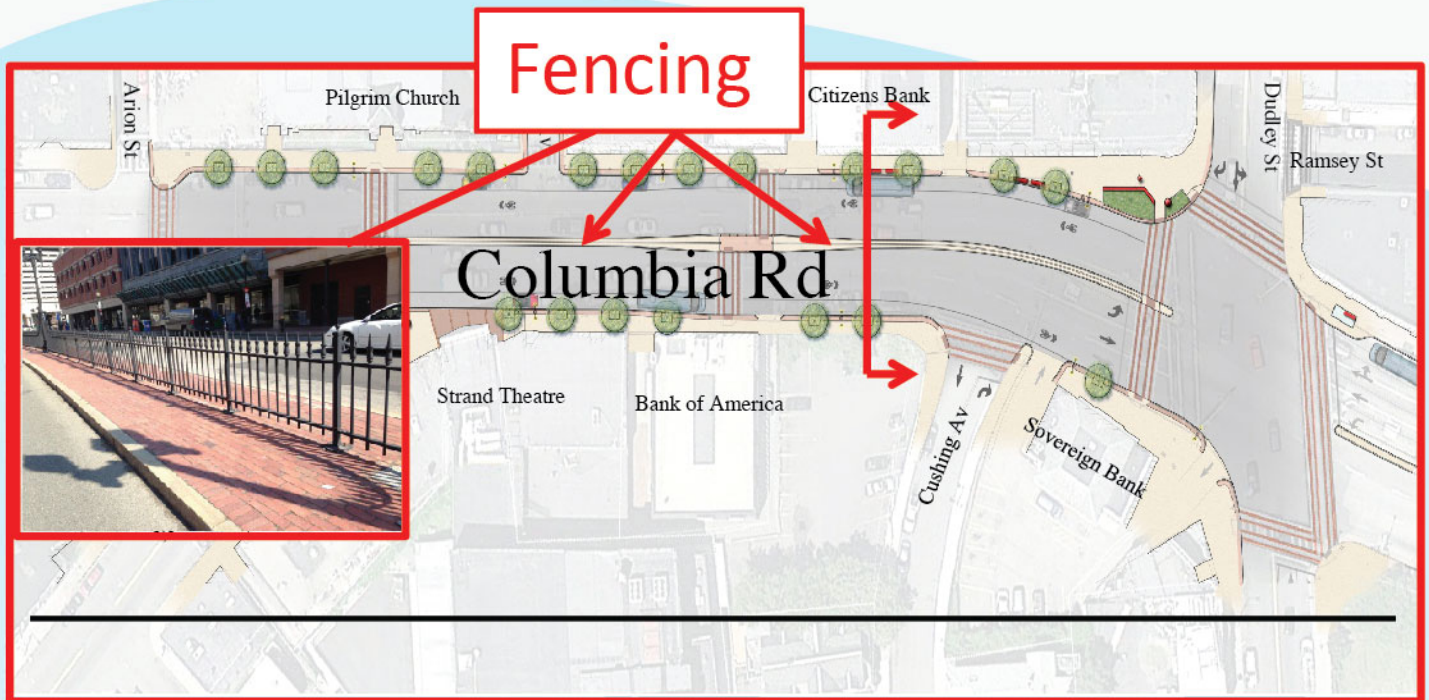 Fencing
Arion St
Pilgrim Church
Citizens Bank
Dudley St
Ramsey St
Columbia Rd
Strand Theatre
Bank of America
Cushing Av
Sovereign Bank